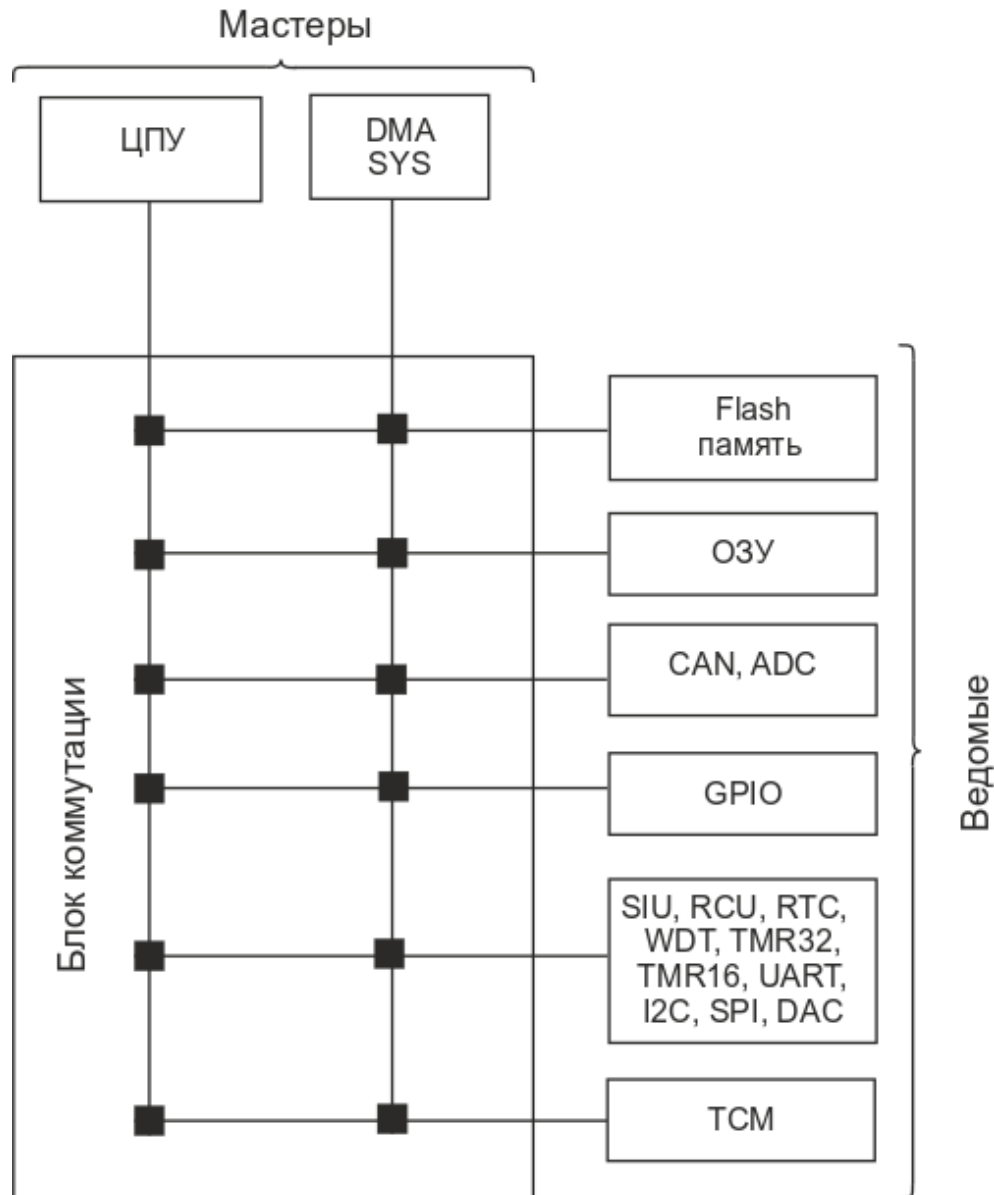 Мастеры
ЦПУ
DMA
SYS
Flash
память
ОЗУ
CAN, ADC
GPIO
SIU, RCU, RTC,
WDT, TMR32,
TMR16, UART,
I2C, SPI, DAC
TCM
Блок коммутации
Ведомые